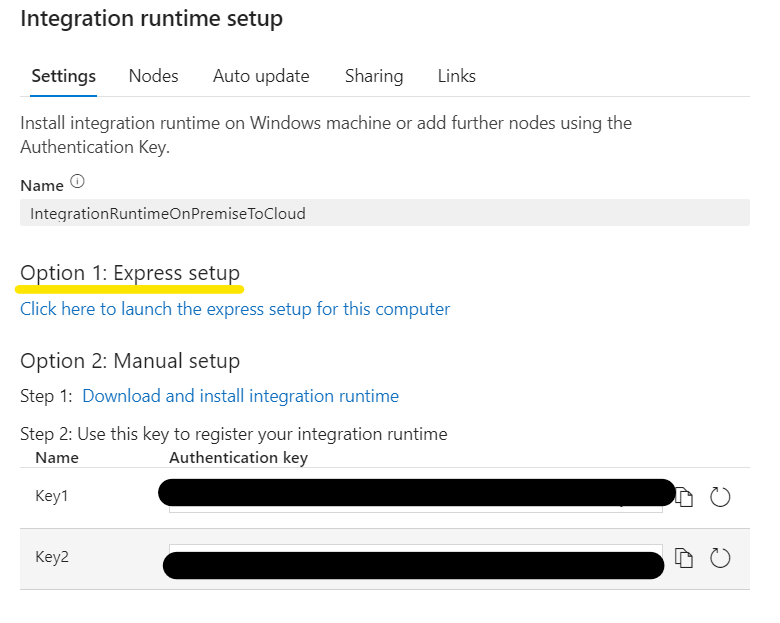 Integration runtime setup
Settings Nodes Auto update Sharing Links
Install integration runtime on Windows machine or add further nodes using the
Authentication Key.
Name
IntegrationRuntimeOnPremiseToCloud
Option 1: Express setup
Click here to launch the express setup for this computer
Option 2: Manual setup
Step 1: Download and install integration runtime
Step 2: Use this key to register your integration runtime
Name Authentication key
Key1
Key2